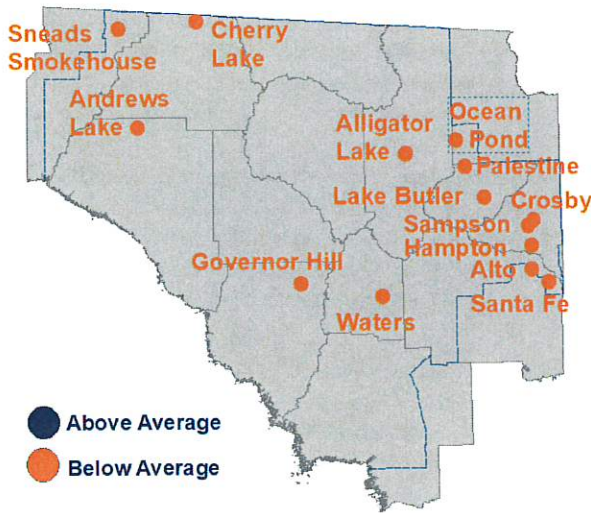 Sneads
Smokehouse
Cherry
Lake
Andrews
Lake
Alligator
Lake
Ocean
Pond
Palestine
Lake Butler
Crosby
Sampson
Hampton
Alto
Santa Fe
Governor Hill
Waters
Above Average
Below Average